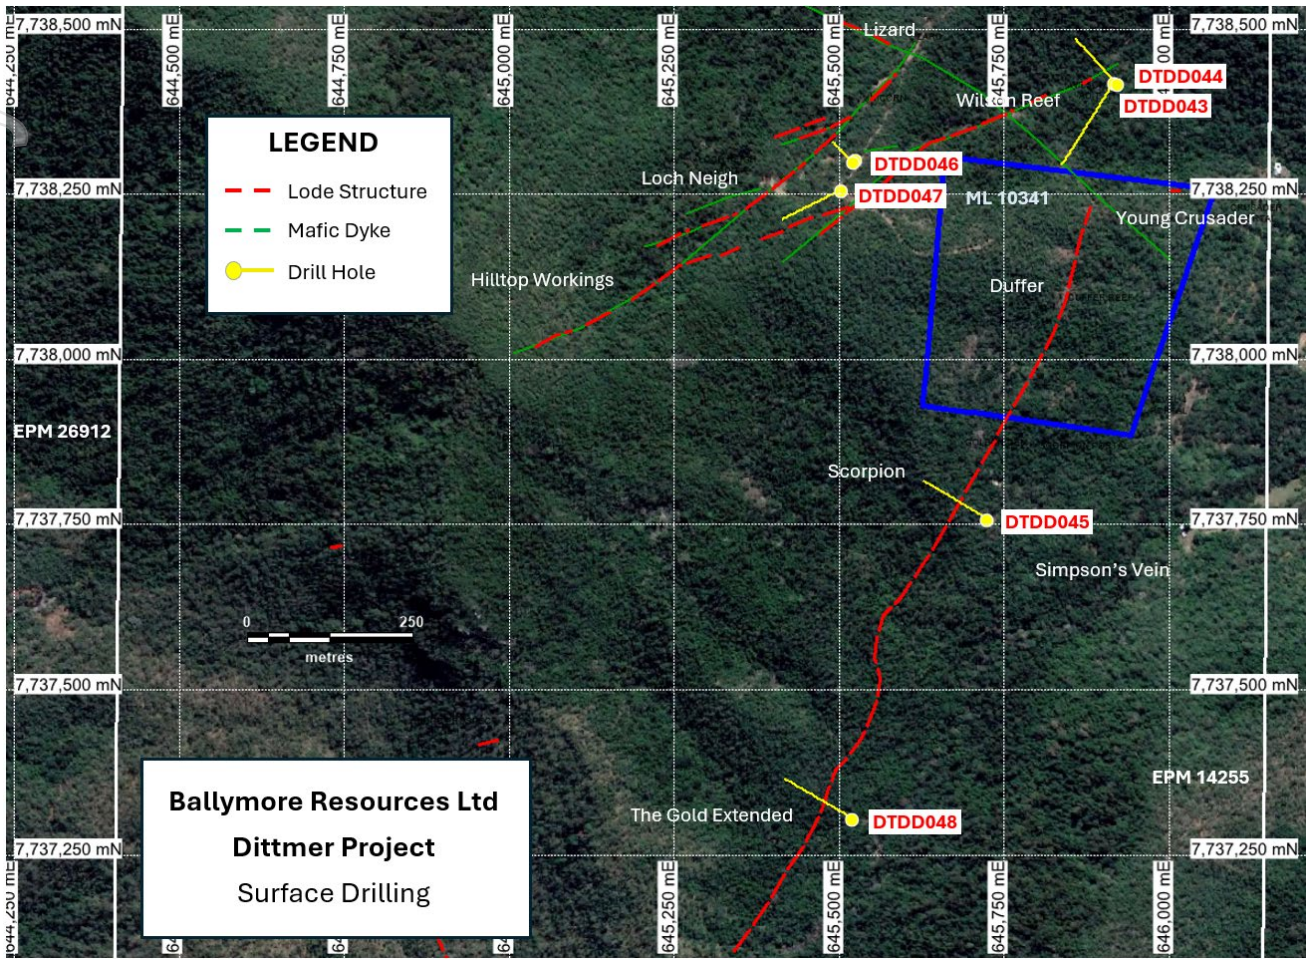 644,250 mE
644,500 mE
644,750 mE
645,000 mE
645,250 mE
645,500 mE
645,750 mE
7,738,500 mN
7,738,500 mN
Lizard
DTDD044
Wilson Reef
DTDD043
LEGEND
Lode Structure
Mafic Dyke
Drill Hole
DTDD046
Loch Neigh
DTDD047
7,738,250 mN
7,738,250 mN
ML 10341
Young Crusader
Hilltop Workings
Duffer
7,738,000 mN
7,738,000 mN
EPM 26912
Scorpion
7,737,750 mN
DTDD045
7,737,750 mN
Simpson's Vein
0
250
metres
7,737,500 mN
7,737,500 mN
EPM 14255
Ballymore Resources Ltd
Dittmer Project
Surface Drilling
The Gold Extended
DTDD048
7,737,250 mN
7,737,250 mN
644,250 mE
645,250 mE
645,500 mE
645,750 mE
646,000 mE